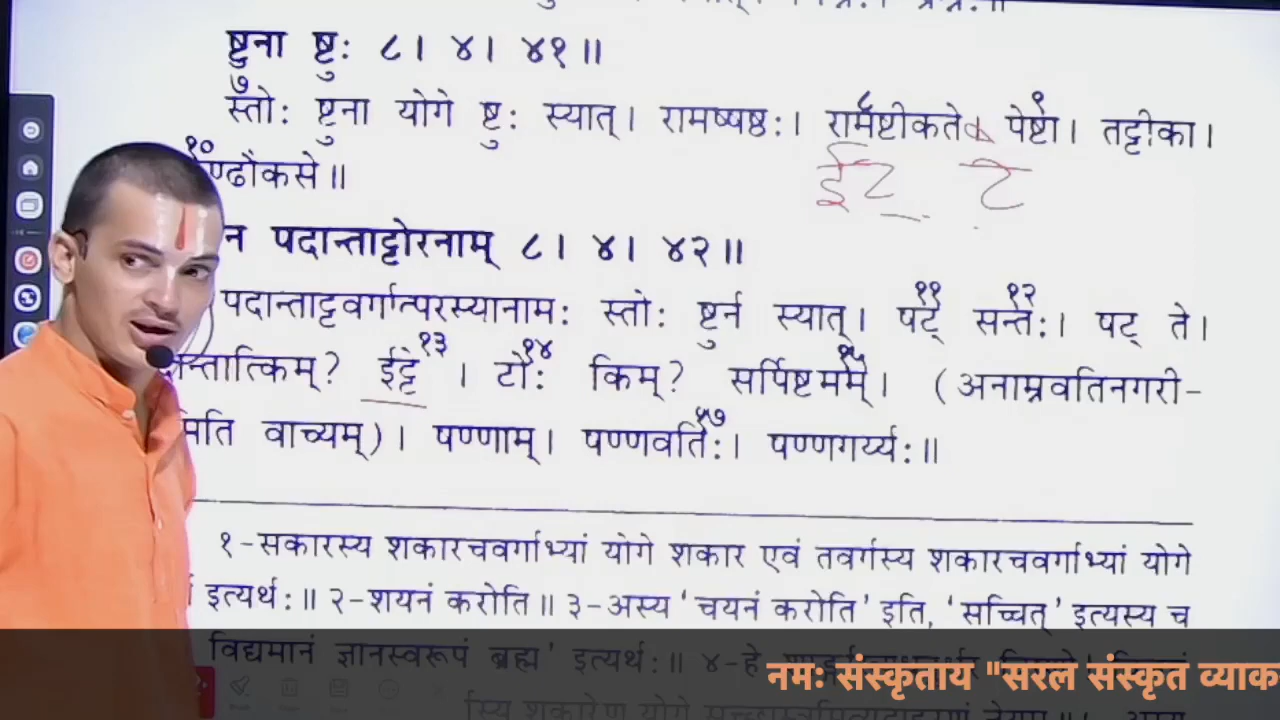 ष्टुना ष्टुः ८। ४। ४१॥
स्तोः ष्टुना योगे ष्टुः स्यात्। रामष्षष्ठः। रामष्टीकते। पेष्टा। तट्टीका।
ण्ढौकसे॥
ईट् टे
न पदान्ताट्टोरनाम् ८। ४। ४२॥
पदान्ताट्टवर्गात्परस्यानामः स्तोः ष्टुर्न स्यात्। षट् सन्तः। षट् ते।
न्तात्किम्? ईट्टे। टोः किम्? सर्पिष्टमम्। (अनाम्नवतिनगरी-
मिति वाच्यम्)। षण्णाम्। षण्णवतिः। षण्णगर्य्यः॥
१-सकारस्य शकारचवर्गाभ्यां योगे शकार एवं तवर्गस्य शकारचवर्गाभ्यां योगे
इत्यर्थः॥ २-शयनं करोति॥ ३-अस्य 'चयनं करोति' इति, 'सच्चित्' इत्यस्य च
विद्यमानं ज्ञानस्वरूपं ब्रह्म' इत्यर्थः॥ ४-हे
नमः संस्कृताय "सरल संस्कृत व्याक